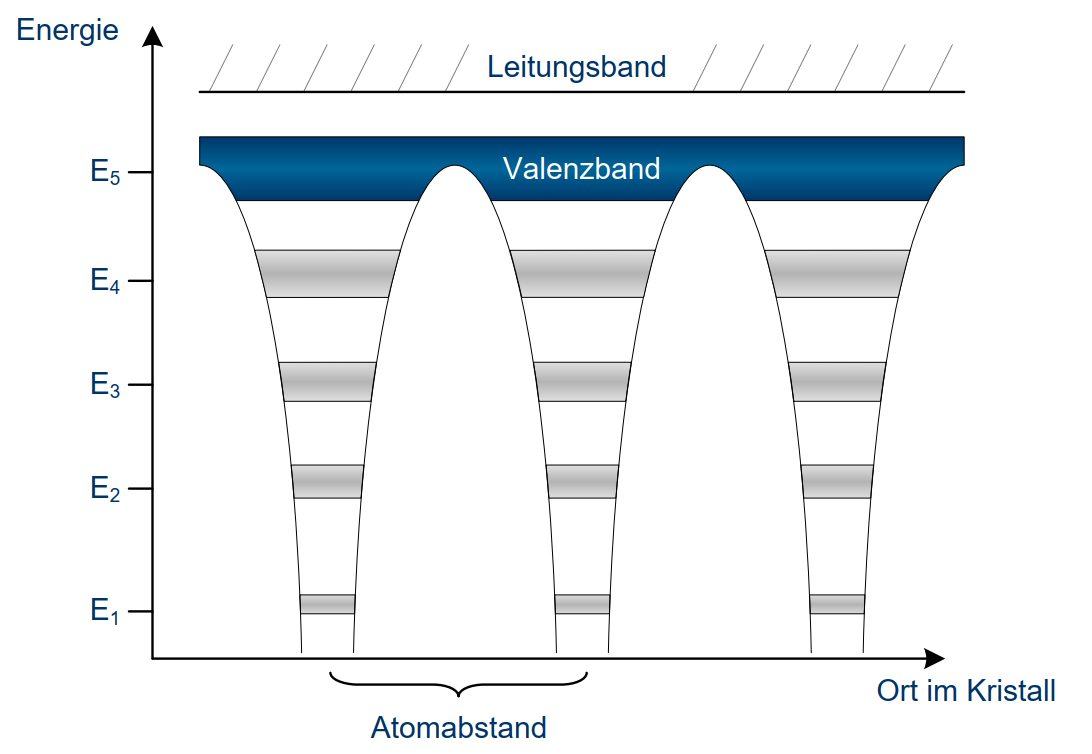 Energie
Leitungsband
Valenzband
E5
E4
E3
E2
E1
Ort im Kristall
Atomabstand